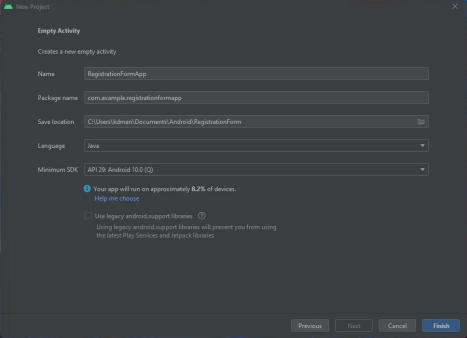 New Project
Empty Activity
Creates a new empty activity
Name RegistrationFormApp
Package name com.example.registrationformapp
Save location C:\Users\kdman\Documents\Android\RegistrationForm
Language Java
Minimum SDK API 29: Android 10.0 (Q)
Your app will run on approximately 8.2% of devices.
Help me choose
Use legacy android.support libraries
Using legacy android.support libraries will prevent you from using
the latest Play Services and Jetpack libraries
Previous Next Cancel Finish